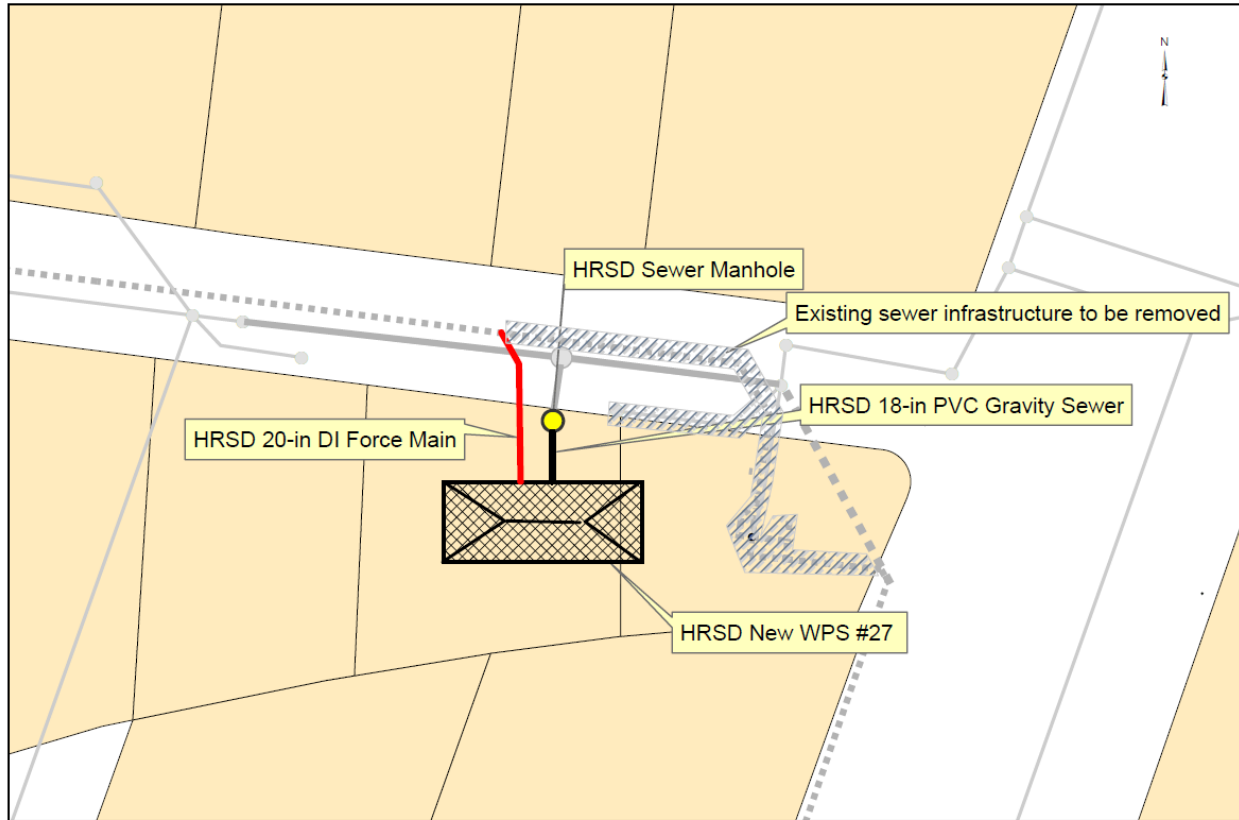 N
HRSD Sewer Manhole
Existing sewer infrastructure to be removed
HRSD 18-in PVC Gravity Sewer
HRSD 20-in DI Force Main
HRSD New WPS #27